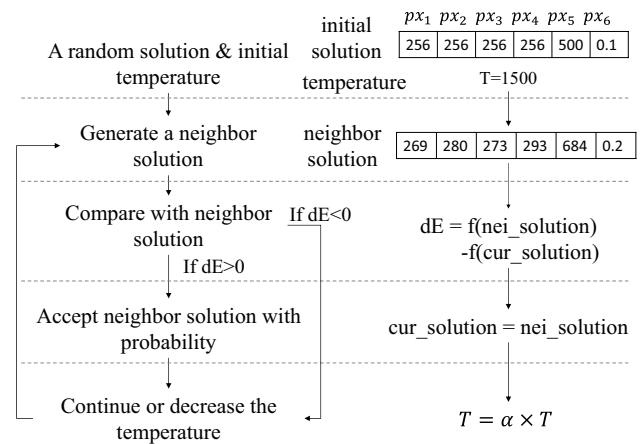 px₁ px₂ px₃ px₄ px₅ px₆
A random solution & initial
temperature
initial
solution
256 256 256 256 500 0.1
temperature
T=1500
Generate a neighbor
solution
neighbor
solution
269 280 273 293 684 0.2
Compare with neighbor
solution
If dE<0
dE = f(nei_solution)
-f(cur_solution)
If dE>0
Accept neighbor solution with
probability
cur_solution = nei_solution
Continue or decrease the
temperature
T = α × T